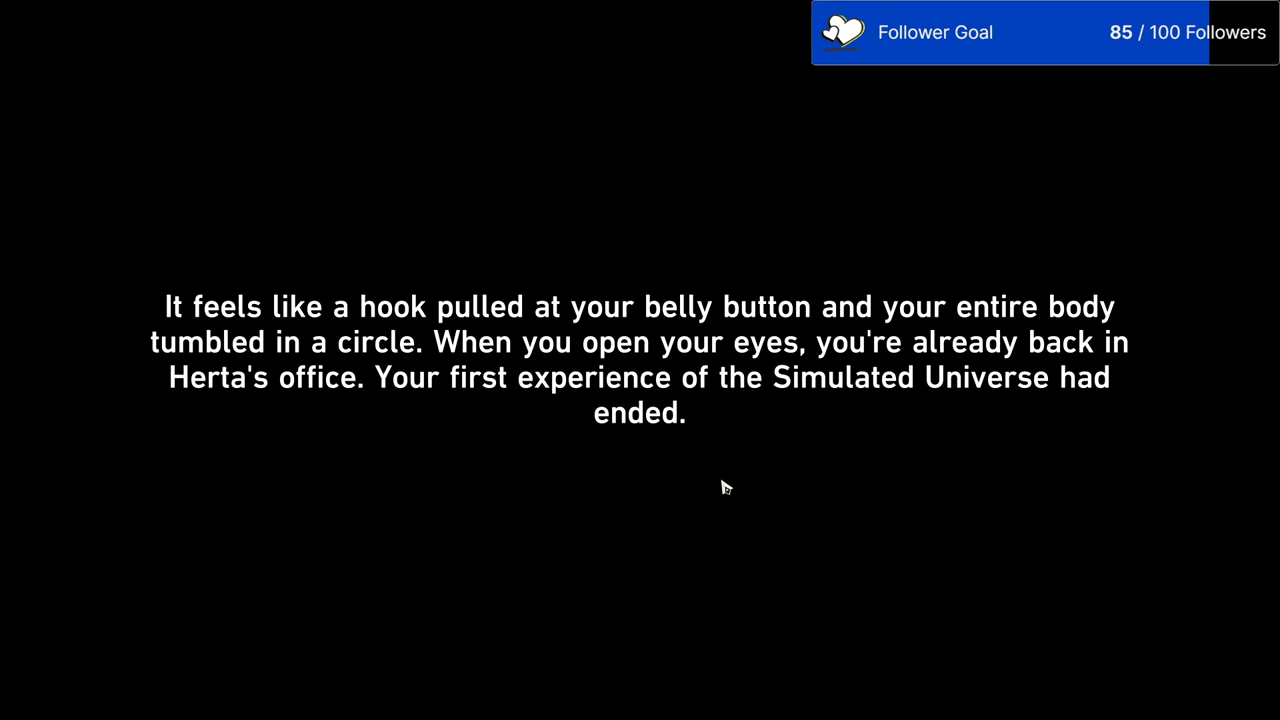 Follower Goal 85 / 100 Followers
It feels like a hook pulled at your belly button and your entire body
tumbled in a circle. When you open your eyes, you're already back in
Herta's office. Your first experience of the Simulated Universe had
ended.